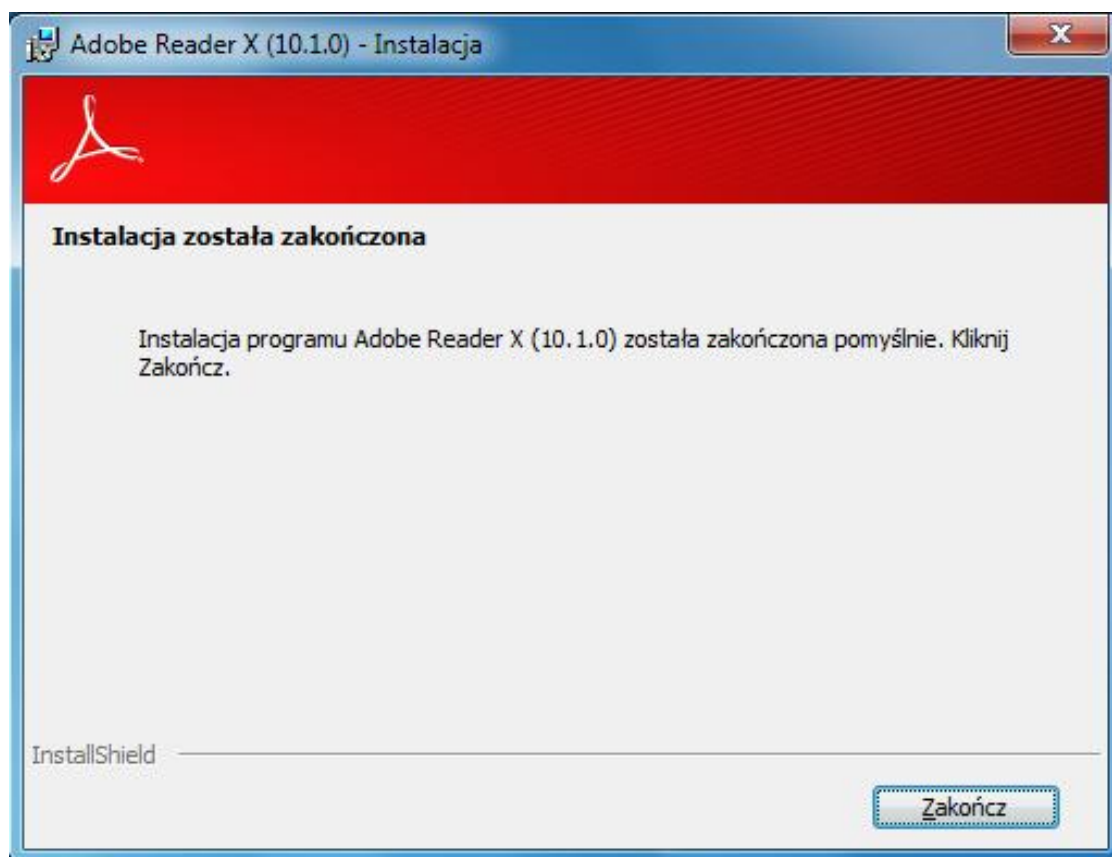 Adobe Reader X (10.1.0) - Instalacja
Instalacja została zakończona
Instalacja programu Adobe Reader X (10.1.0) została zakończona pomyślnie. Kliknij
Zakończ.
InstallShield
Zakończ